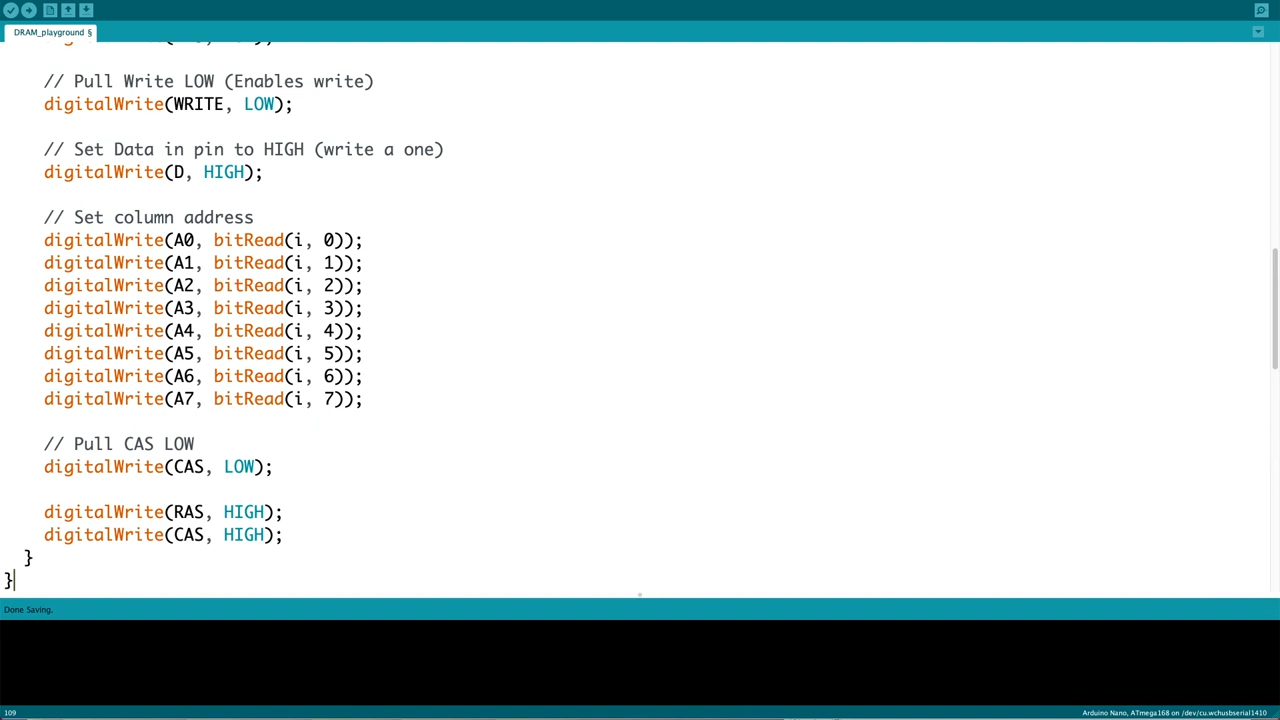 DRAM_playground §
// Pull Write LOW (Enables write)
digitalWrite(WRITE, LOW);
// Set Data in pin to HIGH (write a one)
digitalWrite(D, HIGH);
// Set column address
digitalWrite(A0, bitRead(i, 0));
digitalWrite(A1, bitRead(i, 1));
digitalWrite(A2, bitRead(i, 2));
digitalWrite(A3, bitRead(i, 3));
digitalWrite(A4, bitRead(i, 4));
digitalWrite(A5, bitRead(i, 5));
digitalWrite(A6, bitRead(i, 6));
digitalWrite(A7, bitRead(i, 7));
// Pull CAS LOW
digitalWrite(CAS, LOW);
digitalWrite(RAS, HIGH);
digitalWrite(CAS, HIGH);
}
}
Done Saving.
109
Arduino Nano, ATmega168 on /dev/cu.wchusbserial1410